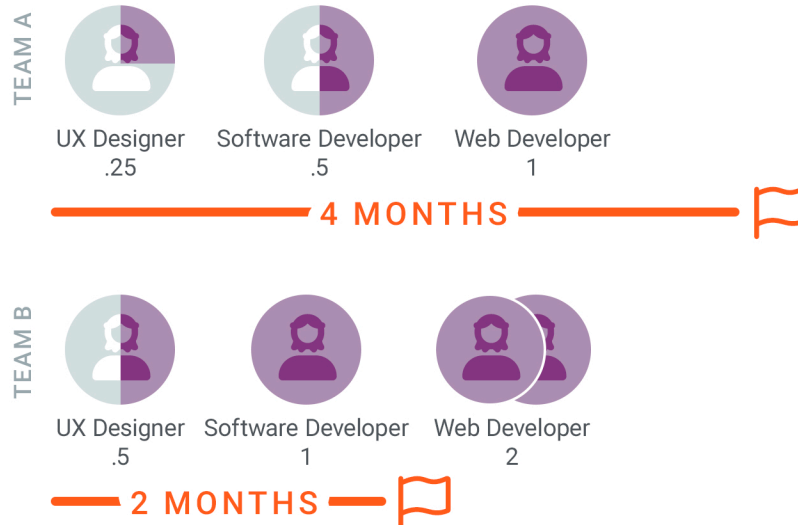 TEAM A
UX Designer
.25
Software Developer
.5
Web Developer
1
4 MONTHS
TEAM B
UX Designer
.5
Software Developer
1
Web Developer
2
2 MONTHS